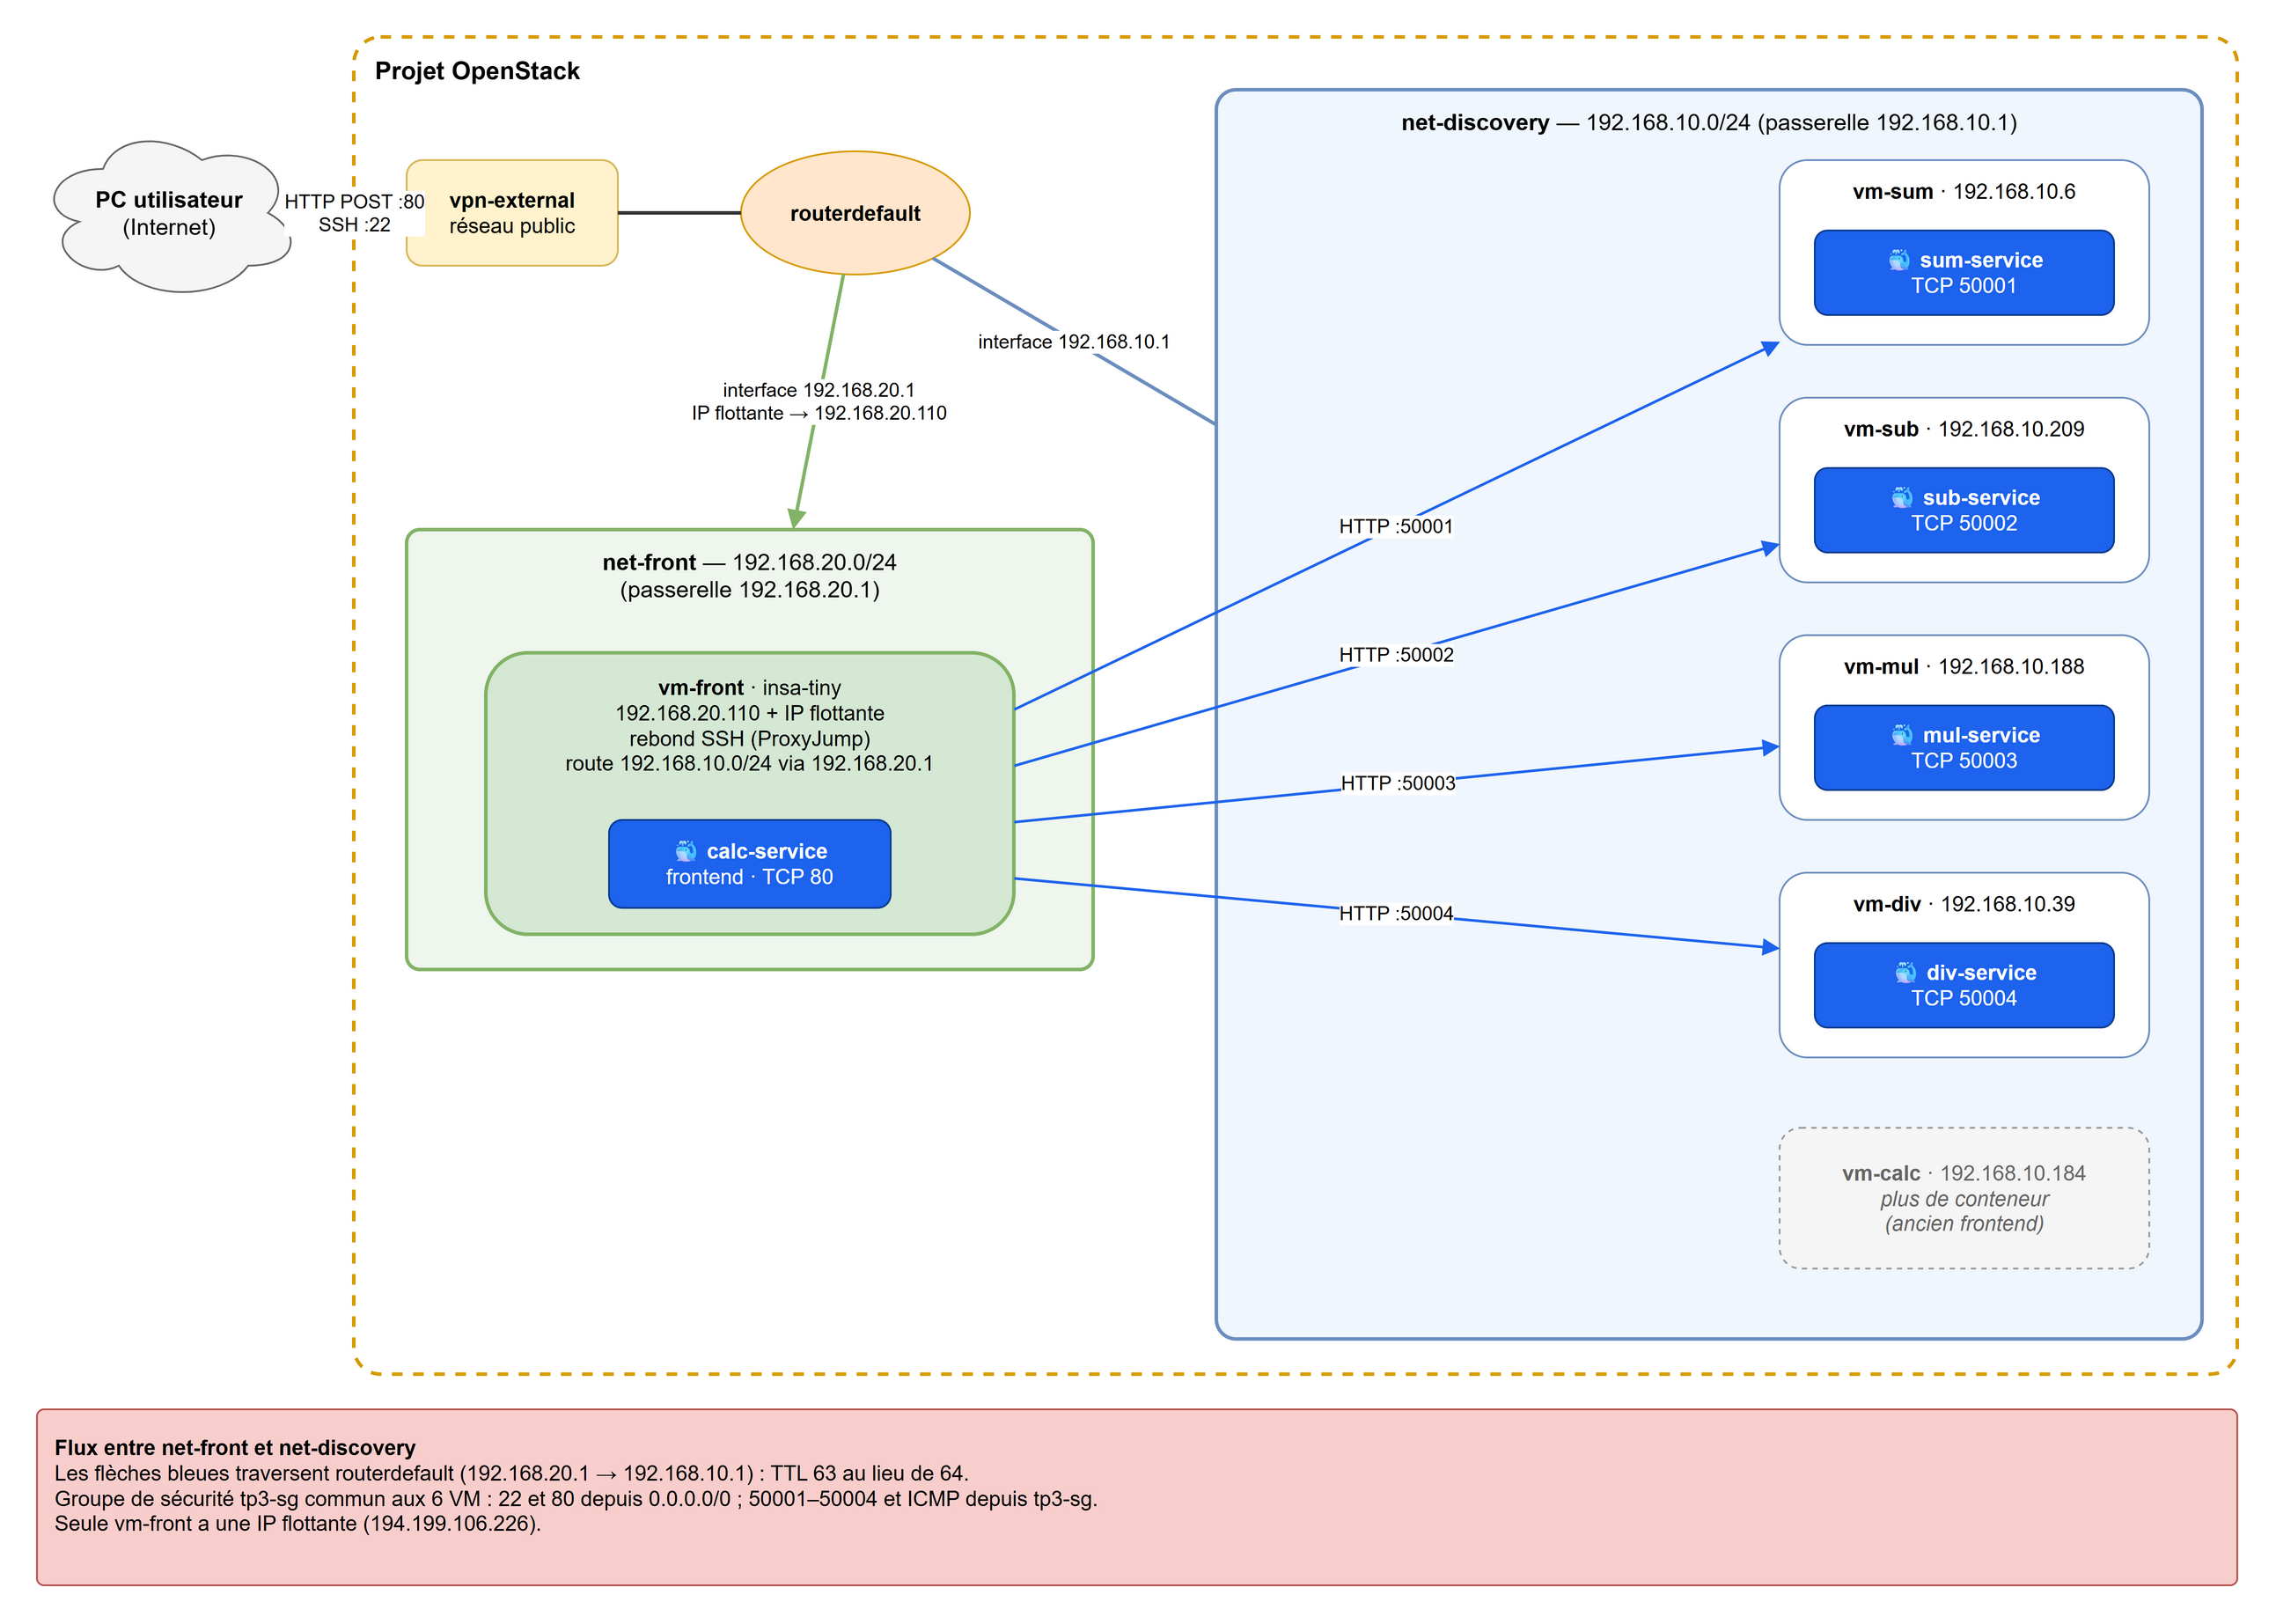 Projet OpenStack
PC utilisateur
(Internet)
HTTP POST :80
SSH :22
vpn-external
réseau public
routerdefault
interface 192.168.10.1
interface 192.168.20.1
IP flottante → 192.168.20.110
net-front — 192.168.20.0/24
(passerelle 192.168.20.1)
vm-front · insa-tiny
192.168.20.110 + IP flottante
rebond SSH (ProxyJump)
route 192.168.10.0/24 via 192.168.20.1
calc-service
frontend · TCP 80
HTTP :50001
HTTP :50002
HTTP :50003
HTTP :50004
net-discovery — 192.168.10.0/24 (passerelle 192.168.10.1)
vm-sum · 192.168.10.6
sum-service
TCP 50001
vm-sub · 192.168.10.209
sub-service
TCP 50002
vm-mul · 192.168.10.188
mul-service
TCP 50003
vm-div · 192.168.10.39
div-service
TCP 50004
vm-calc · 192.168.10.184
plus de conteneur
(ancien frontend)
Flux entre net-front et net-discovery
Les flèches bleues traversent routerdefault (192.168.20.1 → 192.168.10.1) : TTL 63 au lieu de 64.
Groupe de sécurité tp3-sg commun aux 6 VM : 22 et 80 depuis 0.0.0.0/0 ; 50001–50004 et ICMP depuis tp3-sg.
Seule vm-front a une IP flottante (194.199.106.226).